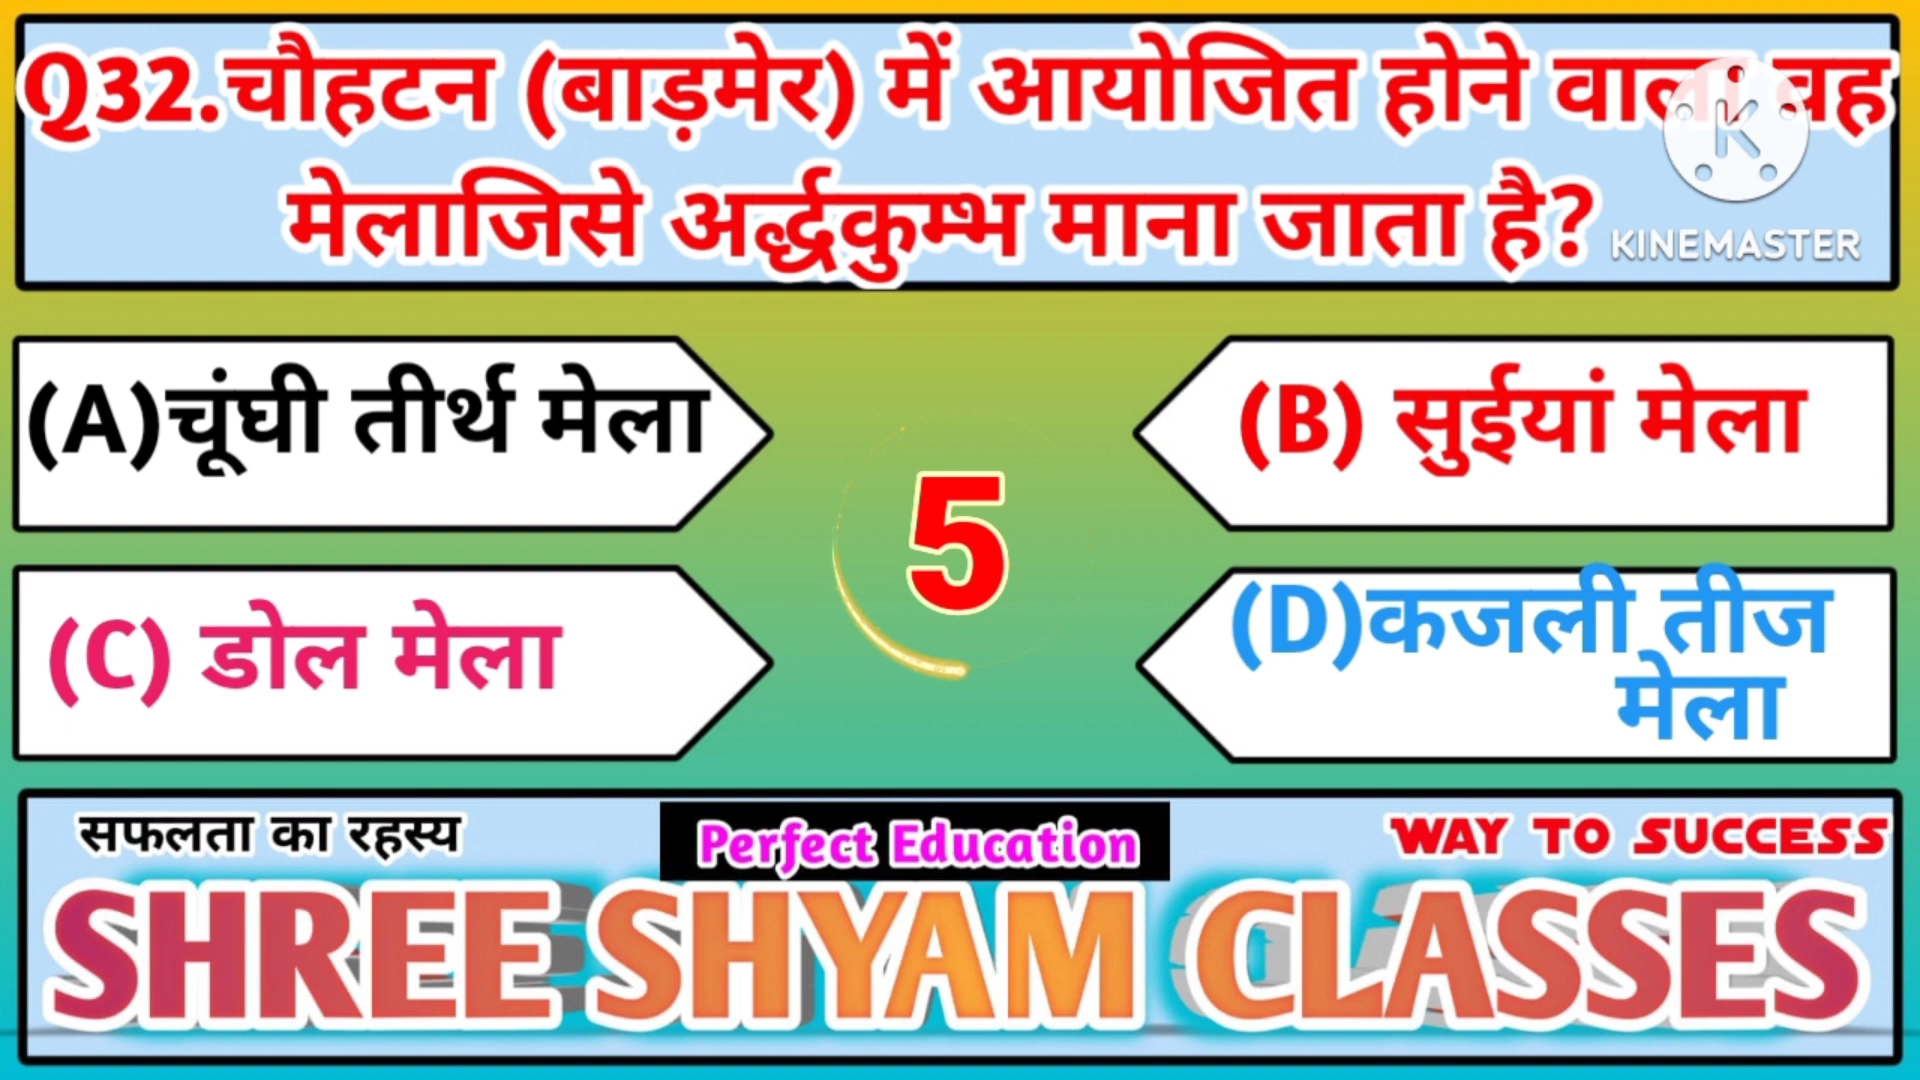 Q32.चौहटन (बाड़मेर) में आयोजित होने वाला वह
मेलाजिसे अर्द्धकुम्भ माना जाता है?
K
KINEMASTER
(A)चूंघी तीर्थ मेला
(B) सुईयां मेला
5
(C) डोल मेला
(D)कजली तीज
मेला
सफलता का रहस्य
Perfect Education
WAY TO SUCCESS
SHREE SHYAM CLASSES